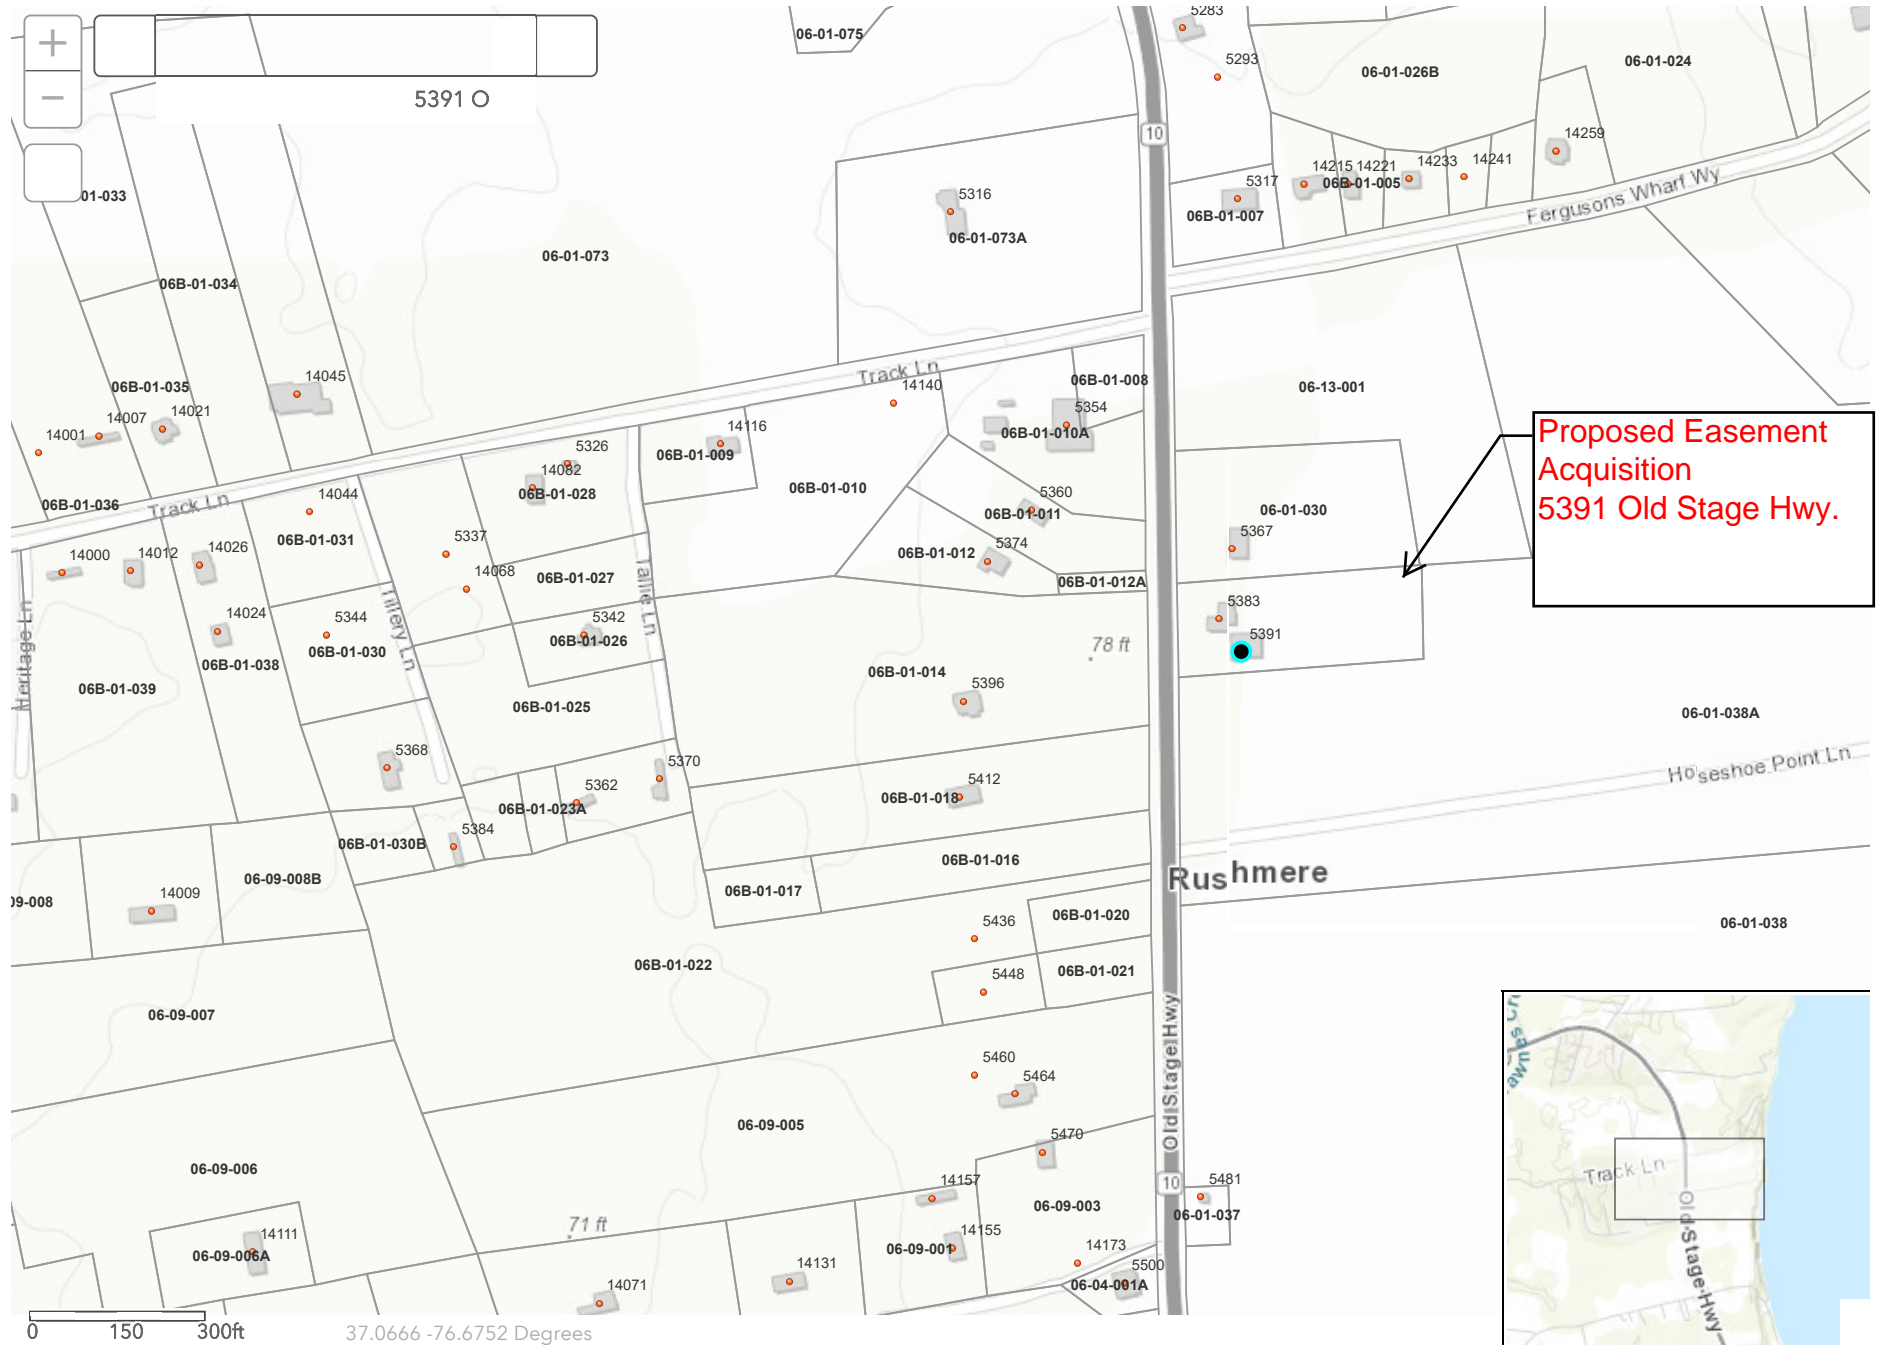 +
−
5391 O
06-01-075
5283
5293
06-01-026B
06-01-024
10
14259
14215
14221
14233
14241
06B-01-005
5317
06B-01-007
Fergusons Wharf Wy
5316
06-01-073A
06-01-073
01-033
06B-01-034
06B-01-035
14045
14007
14021
14001
06B-01-036
Track Ln
Track Ln
14140
06B-01-008
5354
06B-01-010A
06-13-001
Proposed Easement
Acquisition
5391 Old Stage Hwy.
14116
06B-01-009
5326
14082
06B-01-028
06B-01-010
5360
06B-01-011
06-01-030
5367
14044
06B-01-031
5337
14068
06B-01-027
06B-01-012
5374
06B-01-012A
14000
14012
14026
14024
5344
06B-01-030
Tillery Ln
Tallie Ln
Heritage Ln
5342
06B-01-026
5383
5391
78 ft
06B-01-038
06B-01-039
06B-01-014
5396
06B-01-025
06-01-038A
5368
5370
5362
06B-01-023A
5412
06B-01-018
Horseshoe Point Ln
5384
06B-01-030B
06B-01-016
06B-01-017
Rushmere
09-008
14009
06-09-008B
06B-01-020
06-01-038
5436
06B-01-022
5448
06B-01-021
06-09-007
Old Stage Hwy
5460
5464
06-09-005
5470
06-09-006
14157
10
5481
06-01-037
06-09-003
14111
06-09-006A
71 ft
14155
06-09-001
14173
14131
5500
06-04-001A
14071
0 150 300ft
37.0666 -76.6752 Degrees
Track Ln
Old Stage Hwy